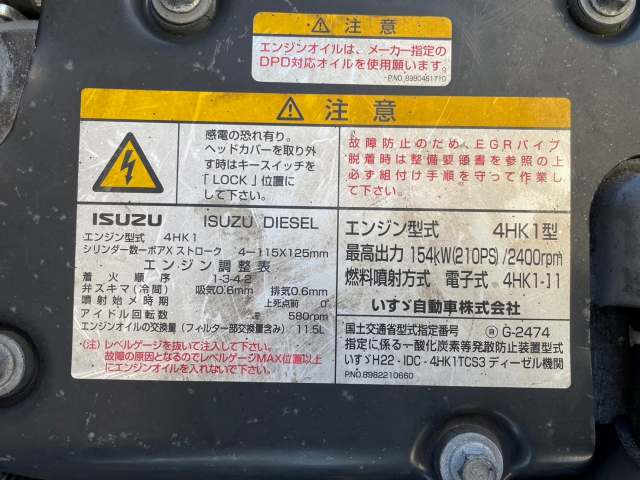 ⚠注意
エンジンオイルは、メーカー指定の
DPD対応オイルを使用願います。
P.NO.8980461710
⚠注意
感電の恐れ有り。
ヘッドカバーを取り外
す時はキースイッチを
「LOCK」位置に
して下さい。
故障防止のため、EGRパイプ
脱着時は整備要領書を参照の上
必ず組付け手順を守って作業し
て下さい。
ISUZU ISUZU DIESEL
エンジン型式 4HK1
シリンダー数ーボアXストローク 4-115X125mm
エンジン調整表
着火順序 1-3-4-2
弁スキマ(冷間) 吸気0.6mm 排気0.6mm
噴射始メ時期 上死点前 0°
アイドル回転数 580rpm
エンジンオイルの交換量(フィルター部交換量含み) 11.5L
(注)レベルゲージを抜いて注入して下さい。
故障の原因となるのでレベルゲージMAX位置以上
にエンジンオイルを入れないで下さい。
エンジン型式 4HK1型
最高出力 154kW(210PS)/2400rpm
燃料噴射方式 電子式 4HK1-11
いすゞ自動車株式会社
国土交通省型式指定番号 G-2474
指定に係る一酸化炭素等発散防止装置型式
いすゞH22-IDC-4HK1TCS3 ディーゼル機関
P.NO.8982210660